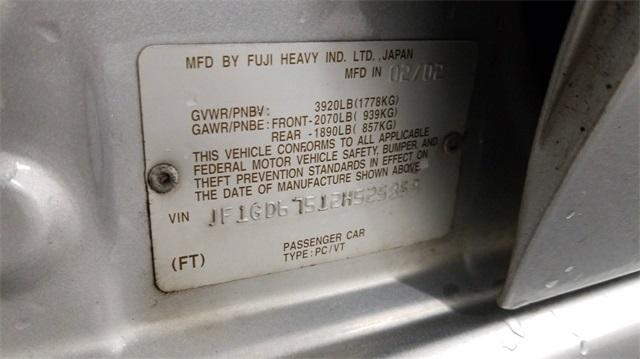 MFD BY FUJI HEAVY IND. LTD.,JAPAN
MFD IN 02/02
GVWR/PNBV: 3920LB(1778KG)
GAWR/PNBE: FRONT-2070LB( 939KG)
REAR -1890LB( 857KG)
THIS VEHICLE CONFORMS TO ALL APPLICABLE
FEDERAL MOTOR VEHICLE SAFETY, BUMPER, AND
THEFT PREVENTION STANDARDS IN EFFECT ON
THE DATE OF MANUFACTURE SHOWN ABOVE.
VIN
PASSENGER CAR
(FT) TYPE:PC/VT